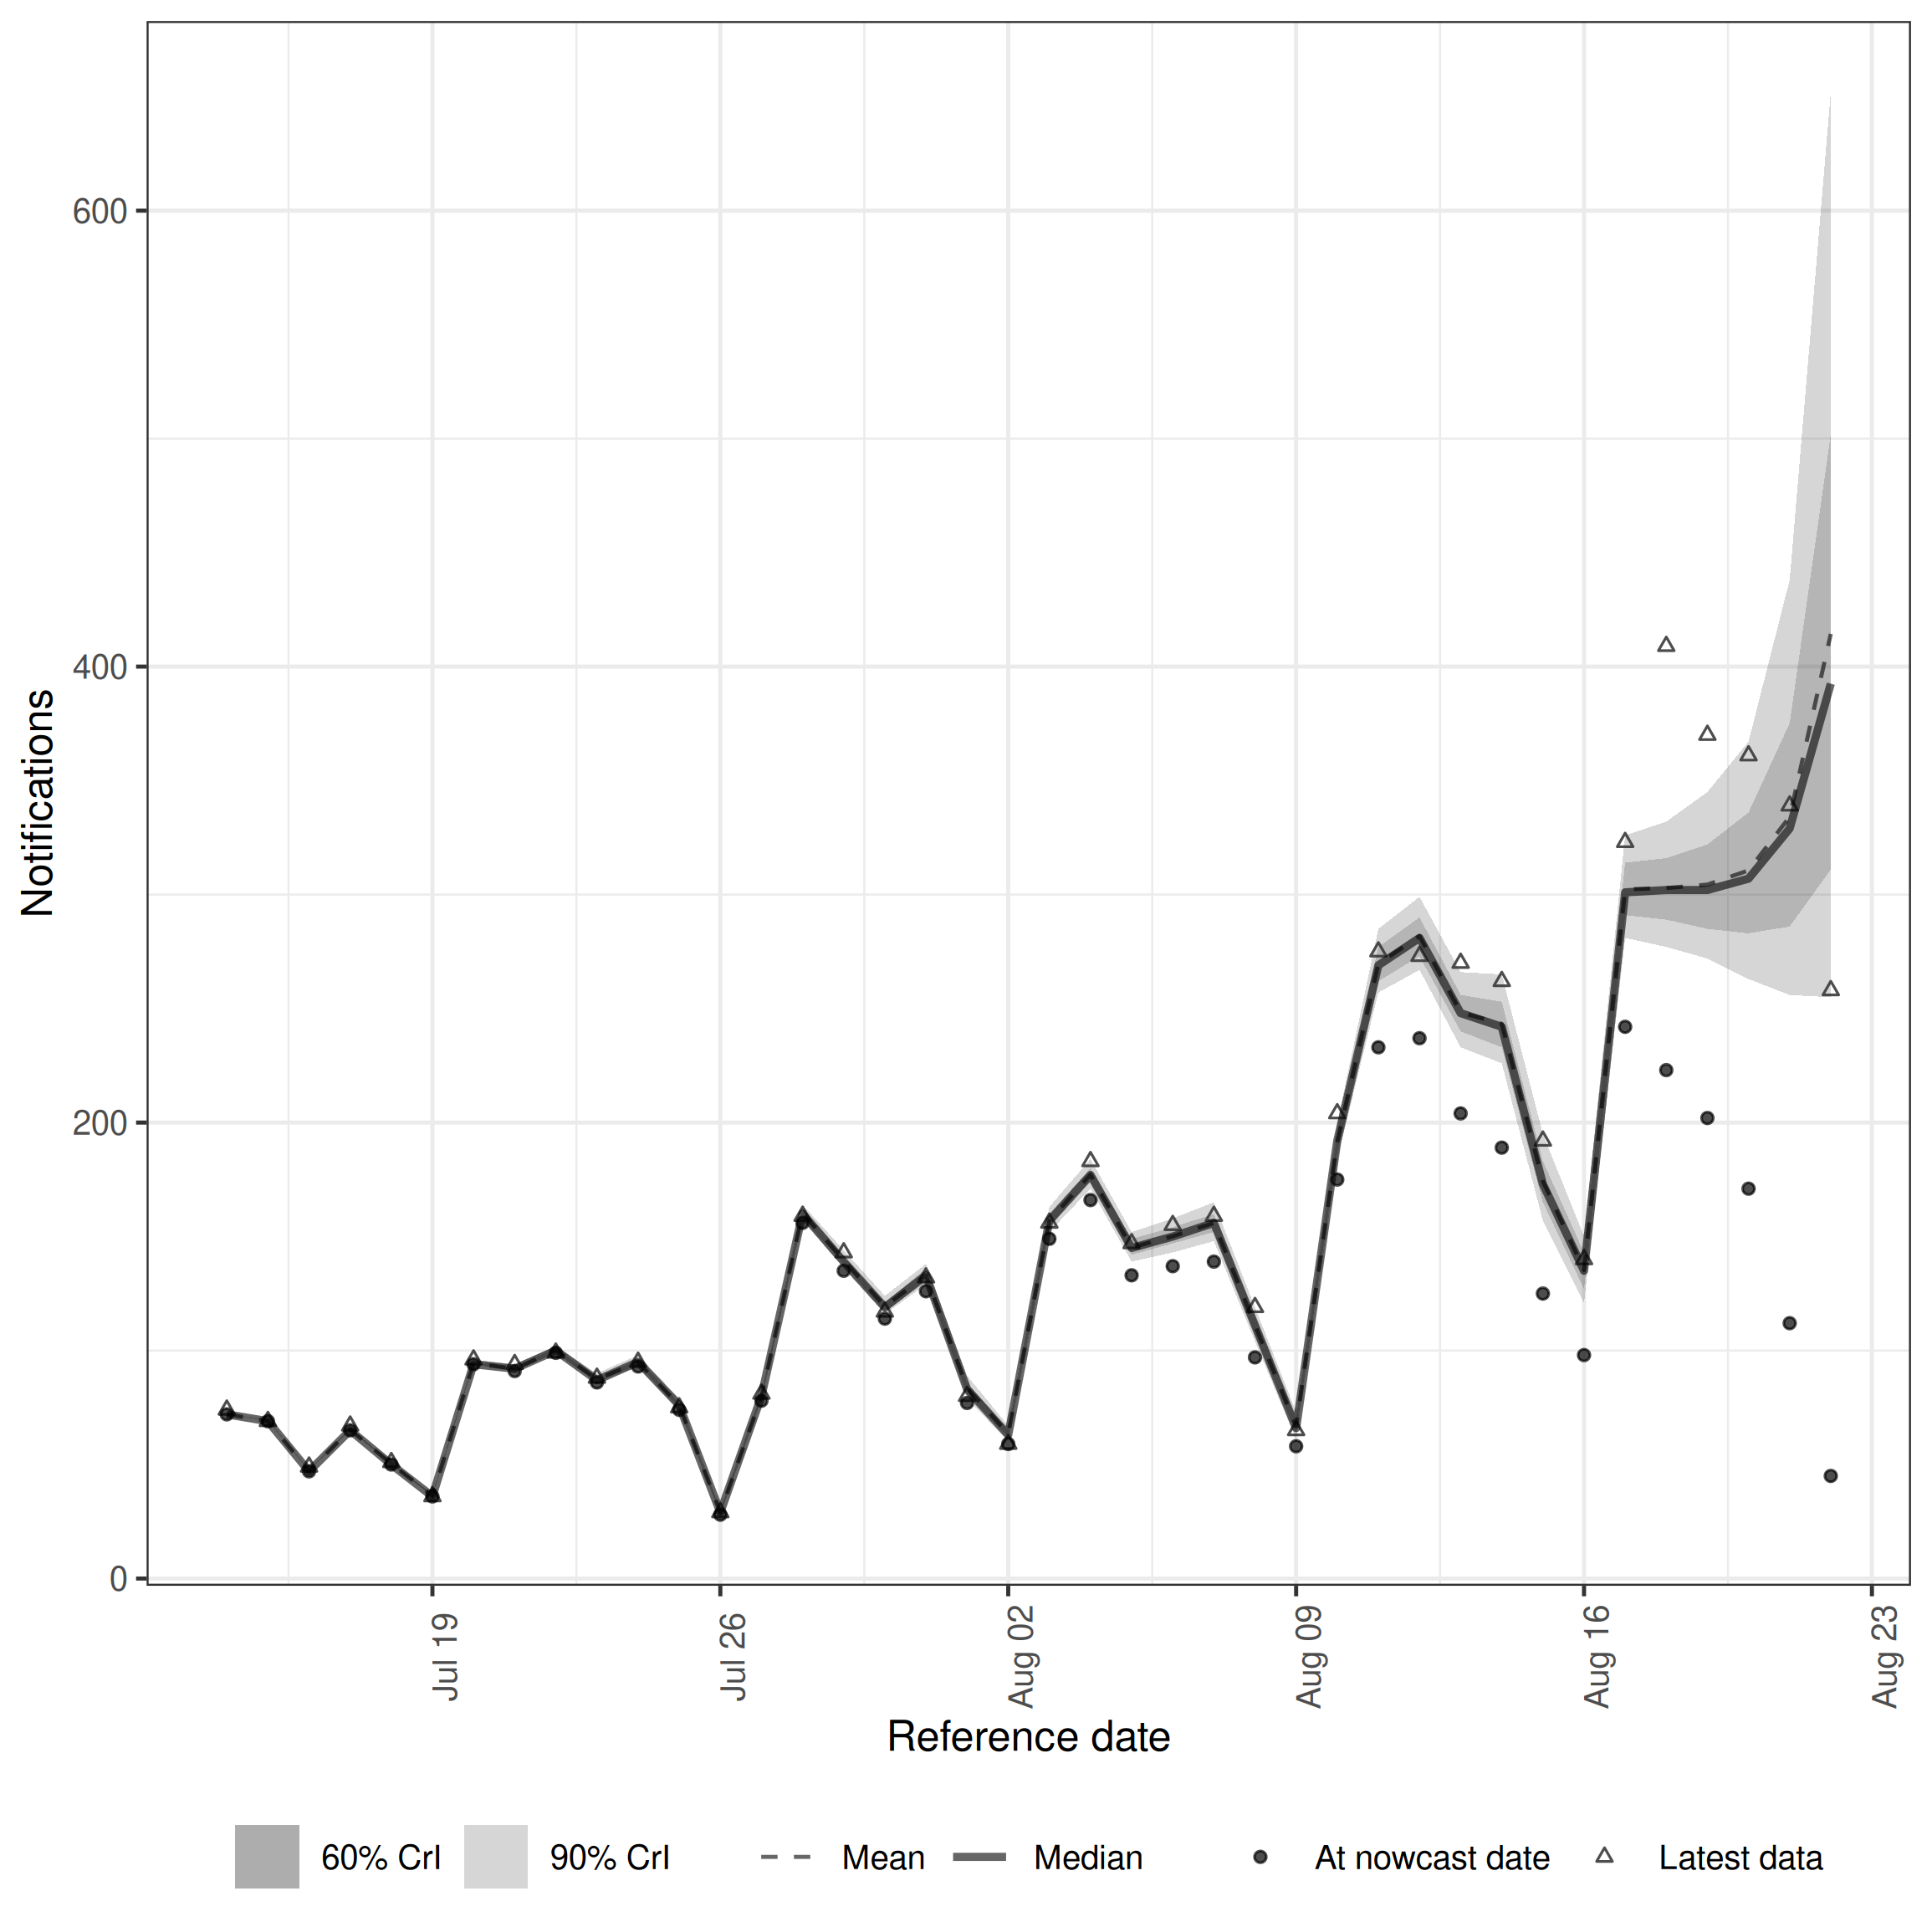 Notifications
600
400
200
0
Jul 19
Jul 26
Aug 02
Aug 09
Aug 16
Aug 23
Reference date
60% CrI 90% CrI Mean Median At nowcast date Latest data